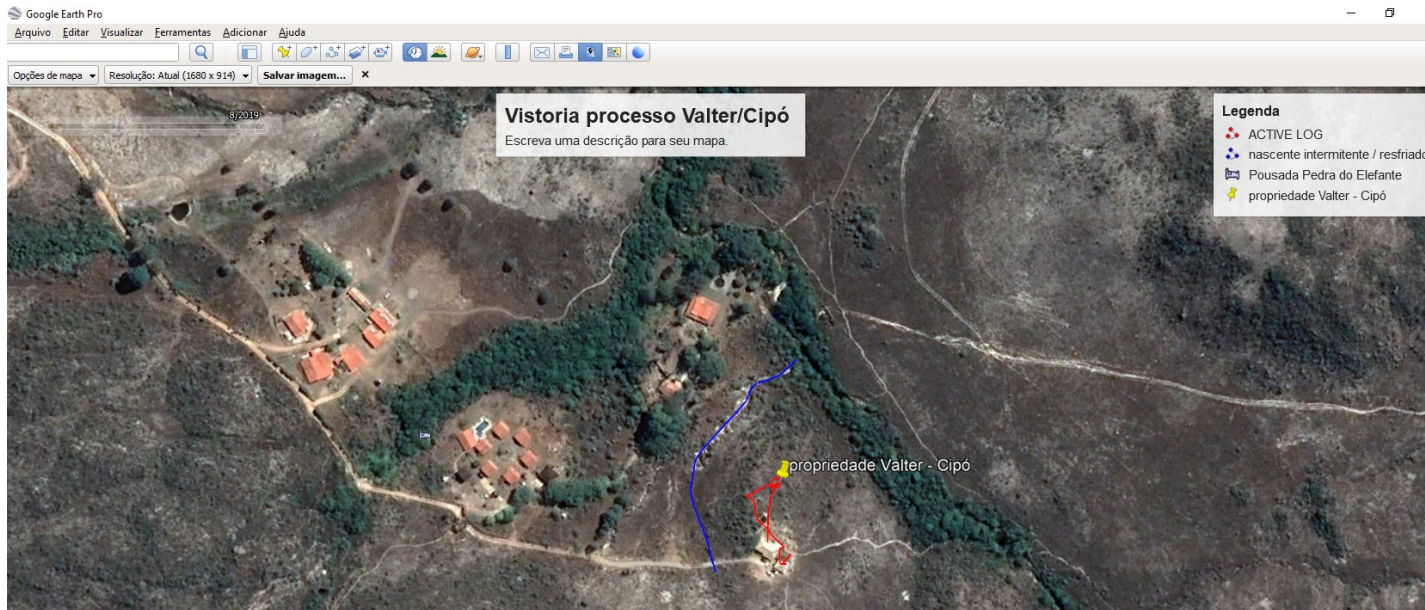 Google Earth Pro
Arquivo Editar Visualizar Ferramentas Adicionar Ajuda
Opções de mapa Resolução: Atual (1680 x 914) Salvar imagem...
8/2019
Vistoria processo Valter/Cipó
Escreva uma descrição para seu mapa.
Legenda
ACTIVE LOG
nascente intermitente / resfriado
Pousada Pedra do Elefante
propriedade Valter - Cipó
propriedade Valter - Cipó